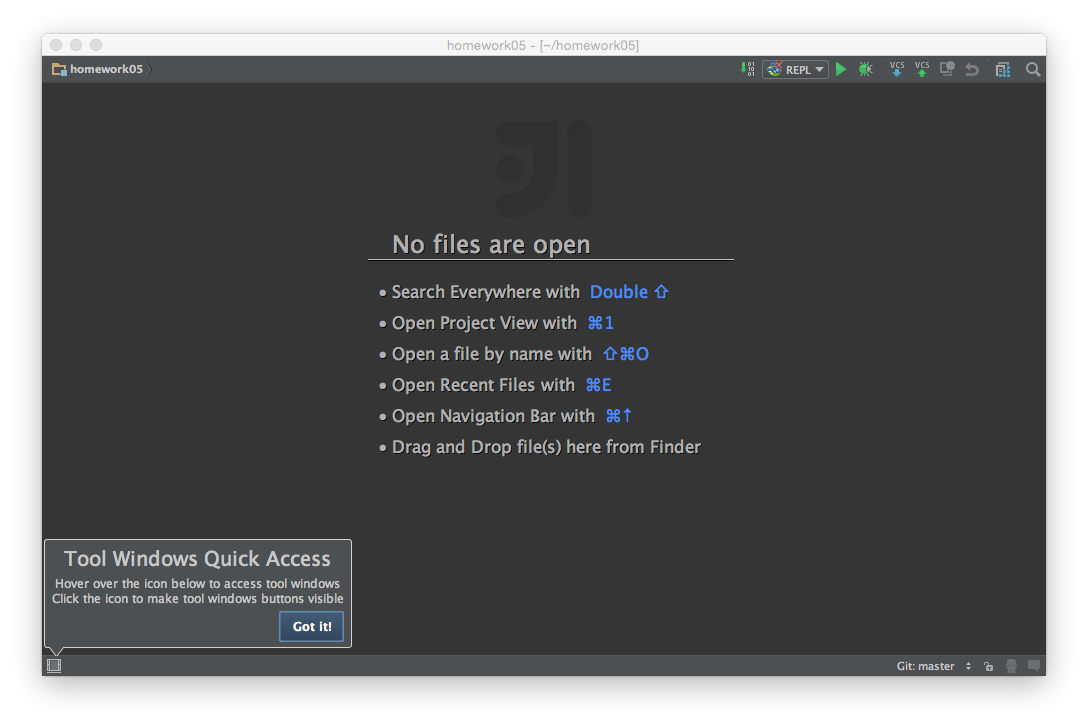 homework05 - [~/homework05]
homework05
01
10
01
REPL
VCS
VCS
No files are open
• Search Everywhere with Double ⇧
• Open Project View with ⌘1
• Open a file by name with ⇧⌘O
• Open Recent Files with ⌘E
• Open Navigation Bar with ⌘↑
• Drag and Drop file(s) here from Finder
Tool Windows Quick Access
Hover over the icon below to access tool windows
Click the icon to make tool windows buttons visible
Got it!
Git: master